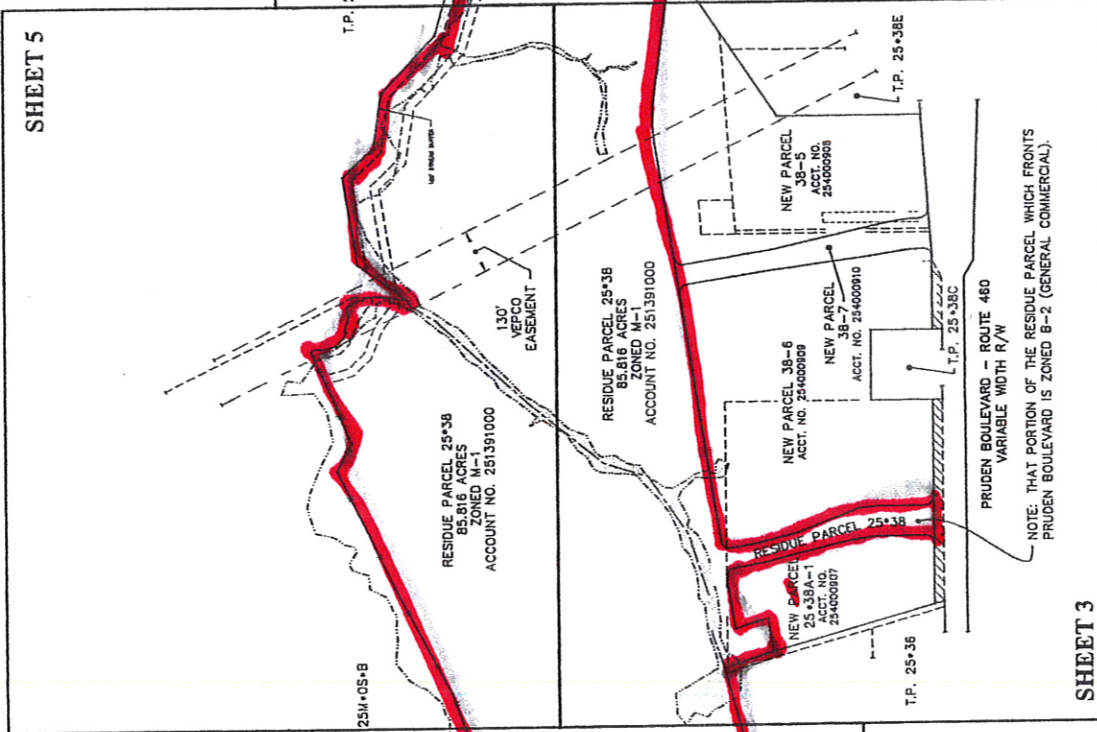 SHEET 5
T.P.
100' STREAM BUFFER
130'
VEPCO
EASEMENT
RESIDUE PARCEL 25*38
85.816 ACRES
ZONED M-1
ACCOUNT NO. 251391000
25M*OS*B
RESIDUE PARCEL 25*38
85.816 ACRES
ZONED M-1
ACCOUNT NO. 251391000
T.P. 25*38E
NEW PARCEL
38-5
ACCT. NO.
254000908
NEW PARCEL
38-7
ACCT. NO. 254000910
NEW PARCEL 38-6
ACCT. NO. 254000909
T.P. 25*38C
RESIDUE PARCEL 25*38
NEW PARCEL
25*38A-1
ACCT. NO.
254000907
T.P. 25*36
PRUDEN BOULEVARD - ROUTE 460
VARIABLE WIDTH R/W
NOTE: THAT PORTION OF THE RESIDUE PARCEL WHICH FRONTS
PRUDEN BOULEVARD IS ZONED B-2 (GENERAL COMMERCIAL).
SHEET 3